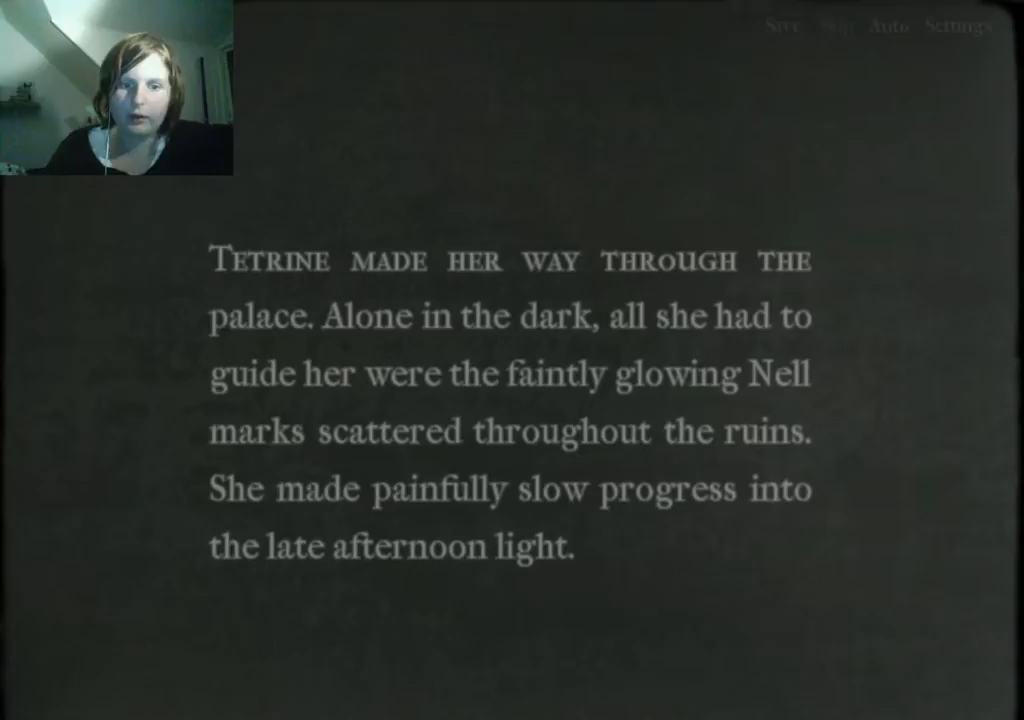 Save Skip Auto Settings
TETRINE MADE HER WAY THROUGH THE
palace. Alone in the dark, all she had to
guide her were the faintly glowing Nell
marks scattered throughout the ruins.
She made painfully slow progress into
the late afternoon light.